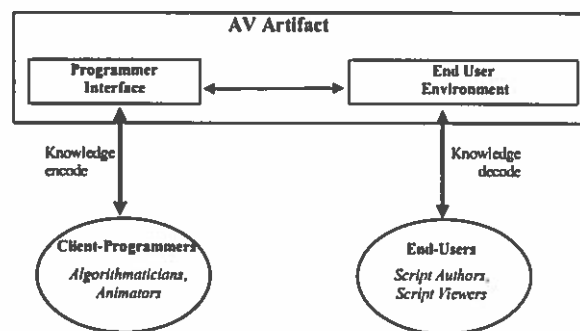 AV Artifact
Programmer
Interface
End User
Environment
Knowledge
encode
Knowledge
decode
Client-Programmers
Algorithmaticians,
Animators
End-Users
Script Authors,
Script Viewers